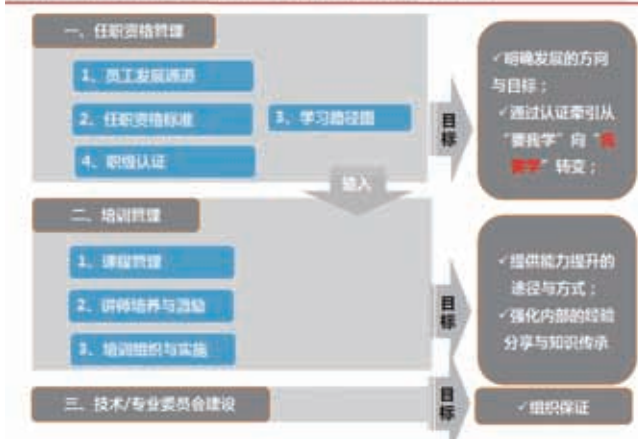 一、任职资格管理
1、员工发展通道
2、任职资格标准
3、学习路径图
4、职级认证
目标
✓明确发展的方向
与目标；
✓通过认证牵引从
“要我学”向“我
要学”转变；
输入
二、培训管理
1、课程管理
2、讲师培养与激励
3、培训组织与实施
目标
✓提供能力提升的
途径与方式；
✓强化内部的经验
分享与知识传承
三、技术/专业委员会建设
目标
✓组织保证